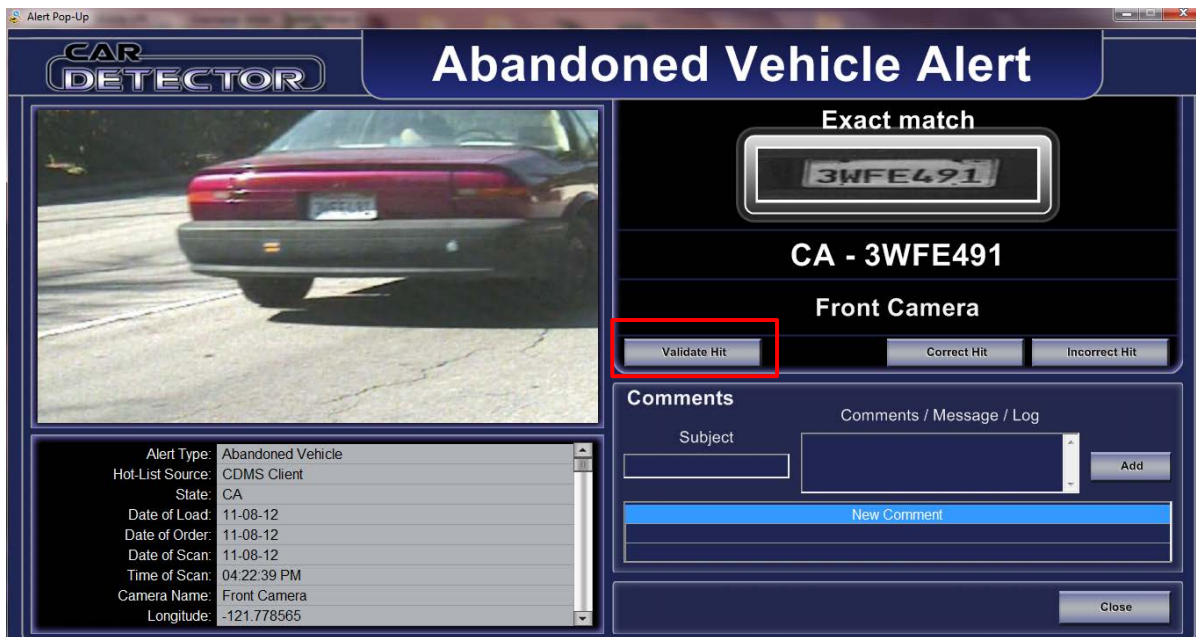 Alert Pop-Up
CAR
DETECTOR
Abandoned Vehicle Alert
Exact match
3WFE491
CA - 3WFE491
Front Camera
Validate Hit
Correct Hit
Incorrect Hit
Alert Type: Abandoned Vehicle
Hot-List Source: CDMS Client
State: CA
Date of Load: 11-08-12
Date of Order: 11-08-12
Date of Scan: 11-08-12
Time of Scan: 04:22:39 PM
Camera Name: Front Camera
Longitude: -121.778565
Comments
Subject
Comments / Message / Log
Add
New Comment
Close